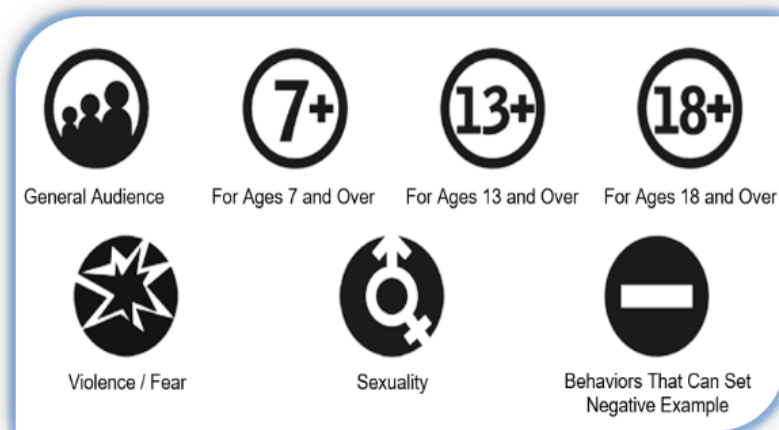 7+
13+
18+
General Audience
For Ages 7 and Over
For Ages 13 and Over
For Ages 18 and Over
Violence / Fear
Sexuality
Behaviors That Can Set
Negative Example